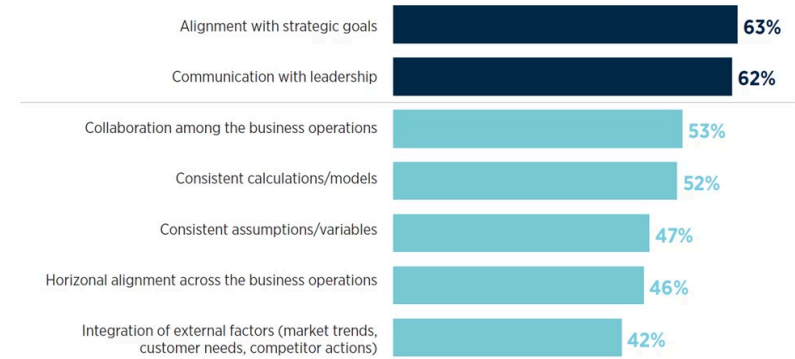 Alignment with strategic goals 63%
Communication with leadership 62%
Collaboration among the business operations 53%
Consistent calculations/models 52%
Consistent assumptions/variables 47%
Horizonal alignment across the business operations 46%
Integration of external factors (market trends,
customer needs, competitor actions) 42%